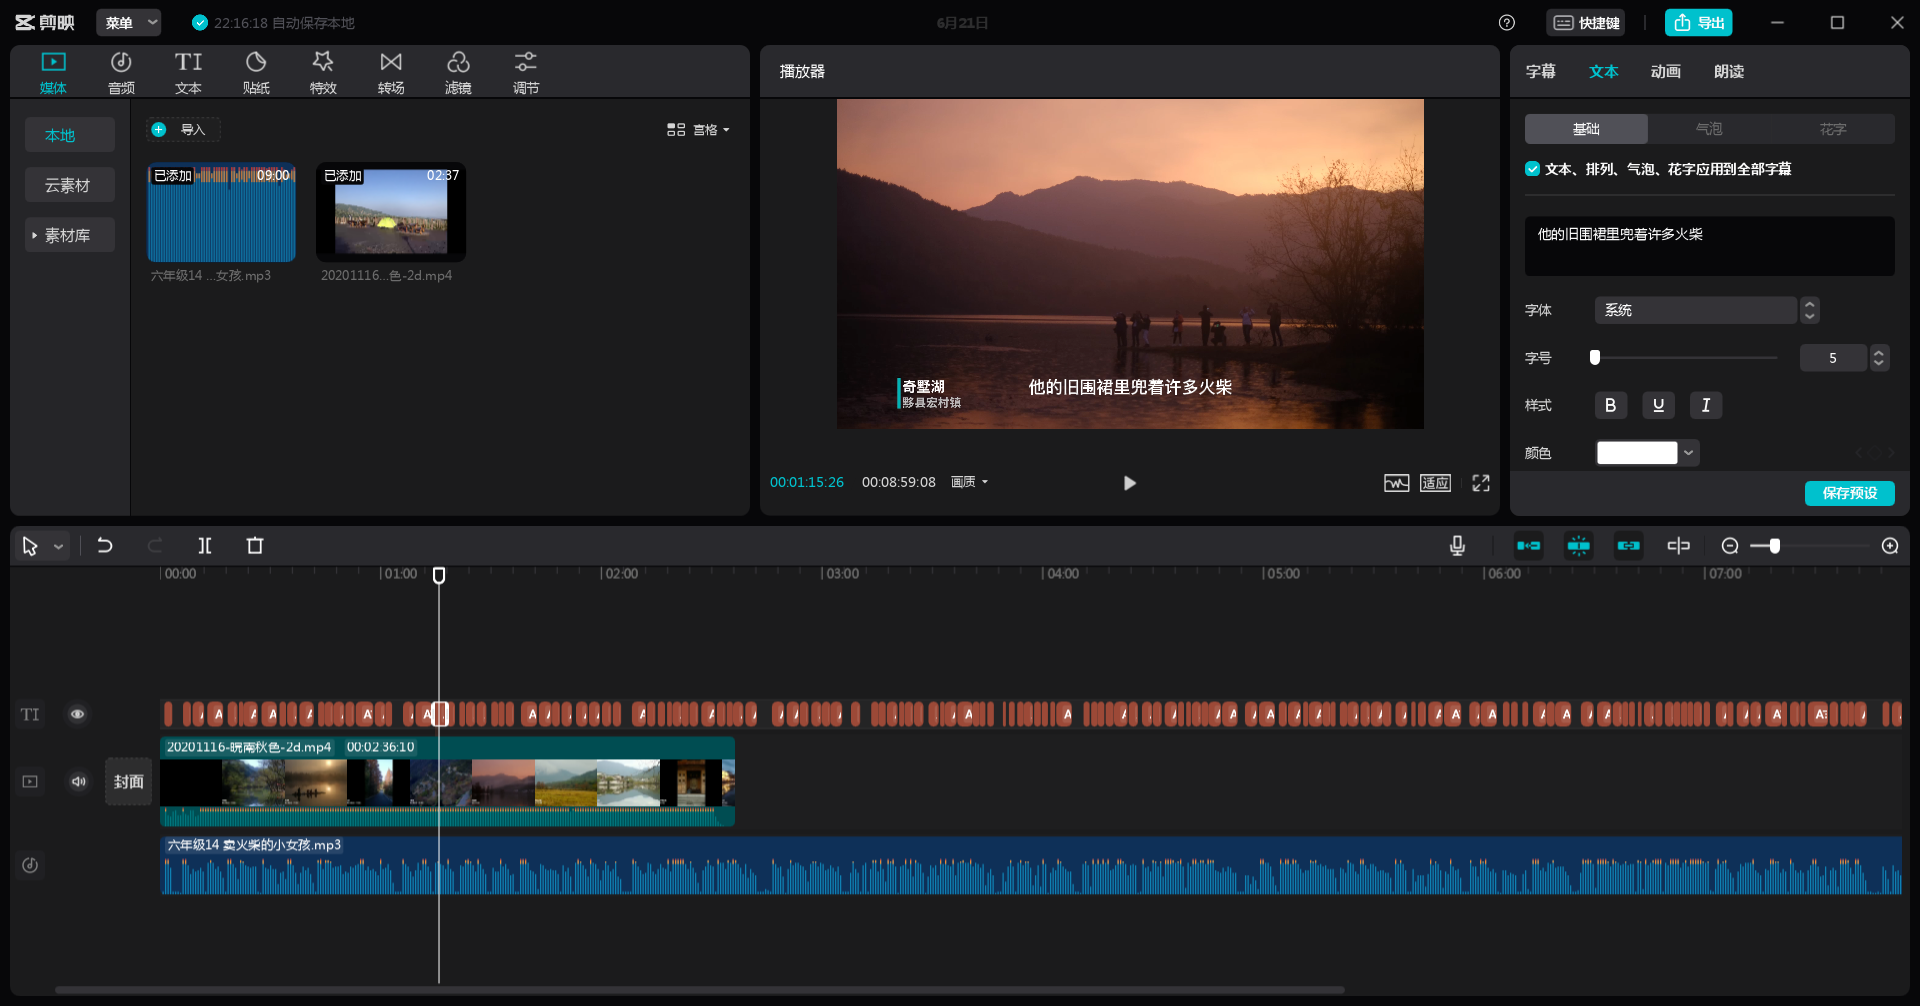 剪映
菜单
22:16:18 自动保存本地
6月21日
快捷键
导出
媒体
音频
文本
贴纸
特效
转场
滤镜
调节
本地
云素材
素材库
导入
宫格
已添加
09:00
六年级14 ...女孩.mp3
已添加
02:37
20201116...色-2d.mp4
播放器
奇墅湖
黟县宏村镇
他的旧围裙里兜着许多火柴
00:01:15:26
00:08:59:08
画质
适应
字幕
文本
动画
朗读
基础
气泡
花字
文本、排列、气泡、花字应用到全部字幕
他的旧围裙里兜着许多火柴
字体
系统
字号
5
样式
B
U
I
颜色
保存预设
00:00
01:00
02:00
03:00
04:00
05:00
06:00
07:00
TI
封面
20201116-皖南秋色-2d.mp4 00:02:36:10
六年级14 卖火柴的小女孩.mp3